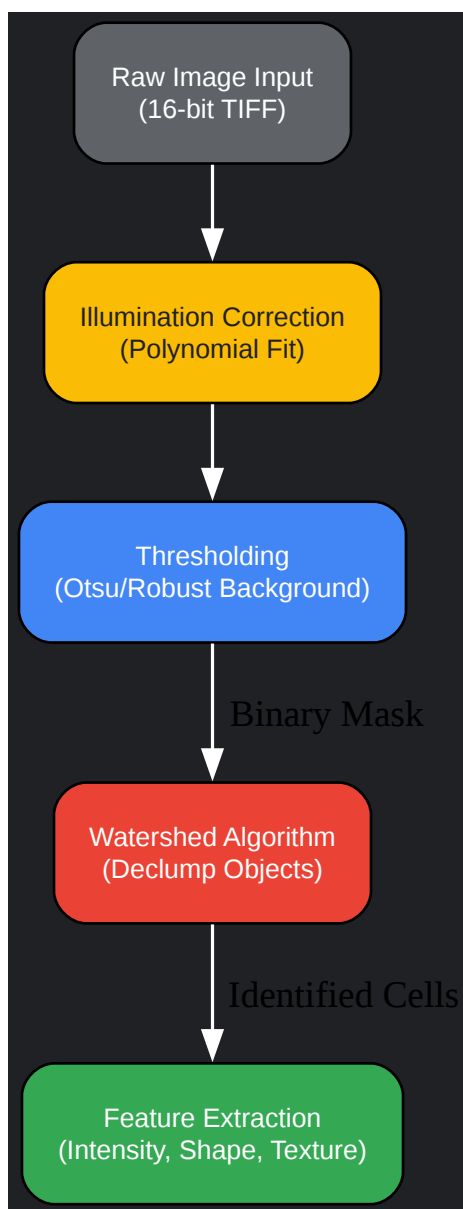 Raw Image Input
(16-bit TIFF)
Illumination Correction
(Polynomial Fit)
Thresholding
(Otsu/Robust Background)
Binary Mask
Watershed Algorithm
(Declump Objects)
Identified Cells
Feature Extraction
(Intensity, Shape, Texture)